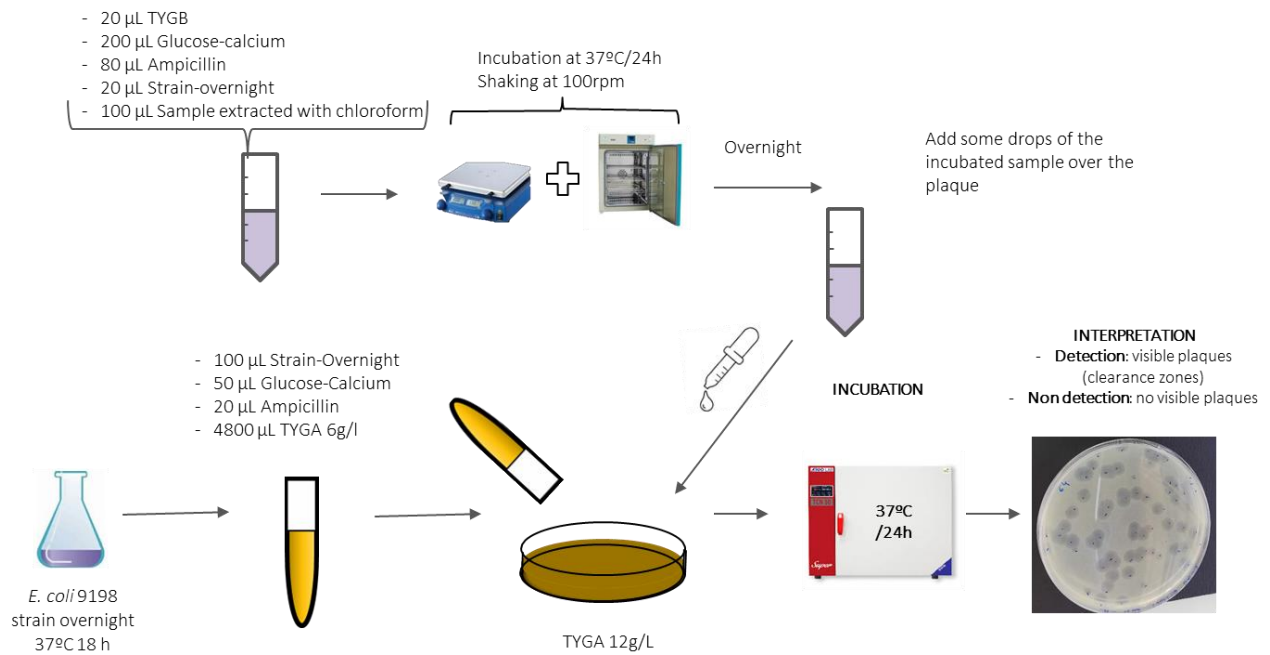 - 20 µL TYGB
- 200 µL Glucose-calcium
- 80 µL Ampicillin
- 20 µL Strain-overnight
- 100 µL Sample extracted with chloroform
Incubation at 37ºC/24h
Shaking at 100rpm
Overnight
Add some drops of the
incubated sample over the
plaque
- 100 µL Strain-Overnight
- 50 µL Glucose-Calcium
- 20 µL Ampicillin
- 4800 µL TYGA 6g/l
E. coli 9198
strain overnight
37ºC 18 h
TYGA 12g/L
INCUBATION
37ºC
/24h
INTERPRETATION
- Detection: visible plaques
(clearance zones)
- Non detection: no visible plaques